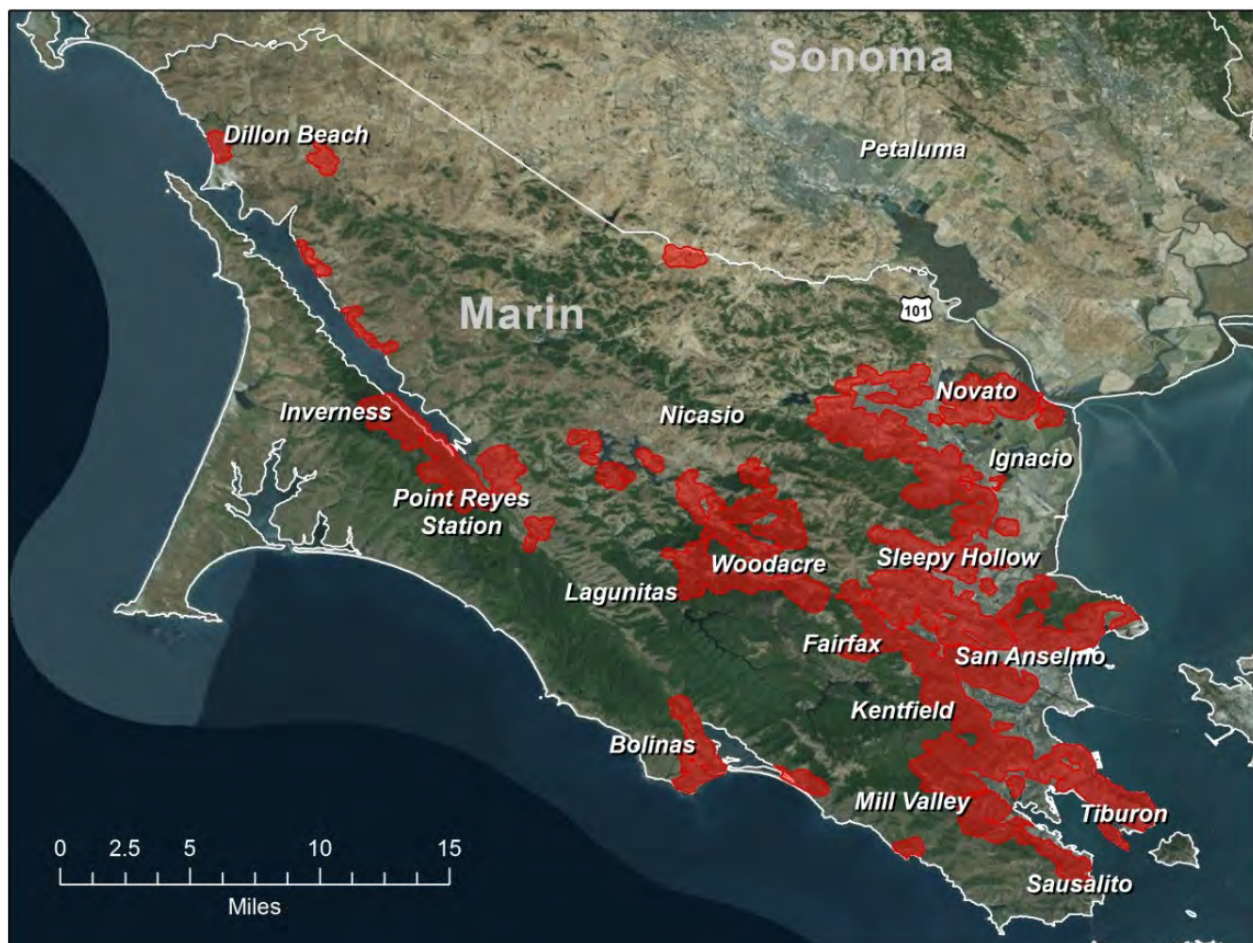 Sonoma
Dillon Beach
Petaluma
Marin
101
Inverness
Nicasio
Novato
Ignacio
Point Reyes
Station
Woodacre
Sleepy Hollow
Lagunitas
Fairfax
San Anselmo
Kentfield
Bolinas
Mill Valley
Tiburon
Sausalito
0 2.5 5 10 15
Miles